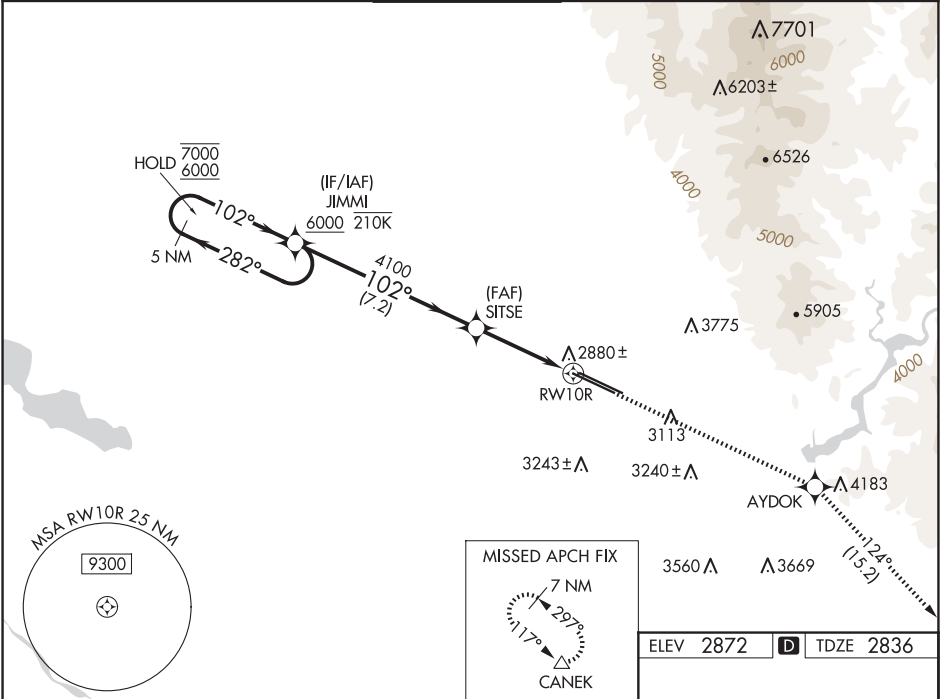 7701
6000
5000
6203±
6526
HOLD 7000
6000
4000
(IF/IAF)
JIMMI
6000 210K
102°
5 NM
282°
5000
4100
102°
(7.2)
(FAF)
SITSE
5905
3775
2880±
RW10R
4000
3113
3243±
3240±
4183
AYDOK
MSA RW10R 25 NM
9300
124°
(15.2)
MISSED APCH FIX
7 NM
297°
117°
CANEK
3560
3669
ELEV 2872 D TDZE 2836